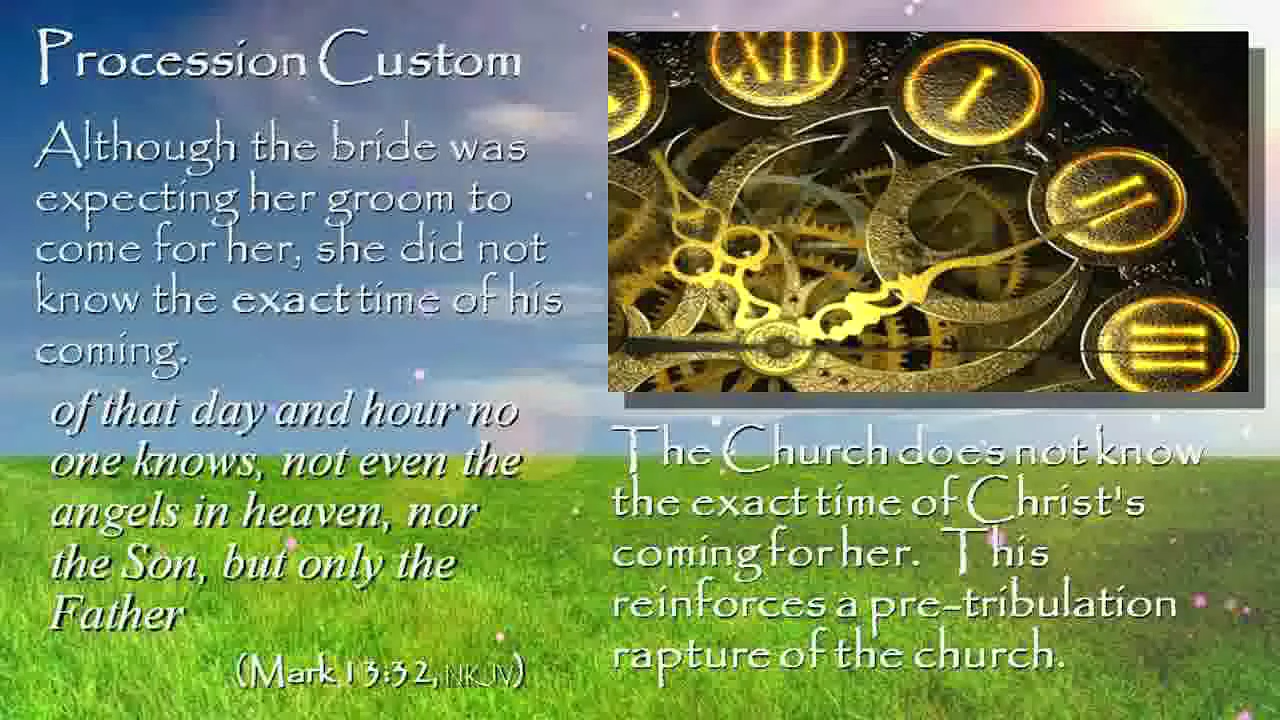 Procession Custom
Although the bride was
expecting her groom to
come for her, she did not
know the exact time of his
coming.
of that day and hour no
one knows, not even the
angels in heaven, nor
the Son, but only the
Father
(Mark 13:32, NKJV)
XII
I
II
III
The Church does not know
the exact time of Christ's
coming for her. This
reinforces a pre-tribulation
rapture of the church.